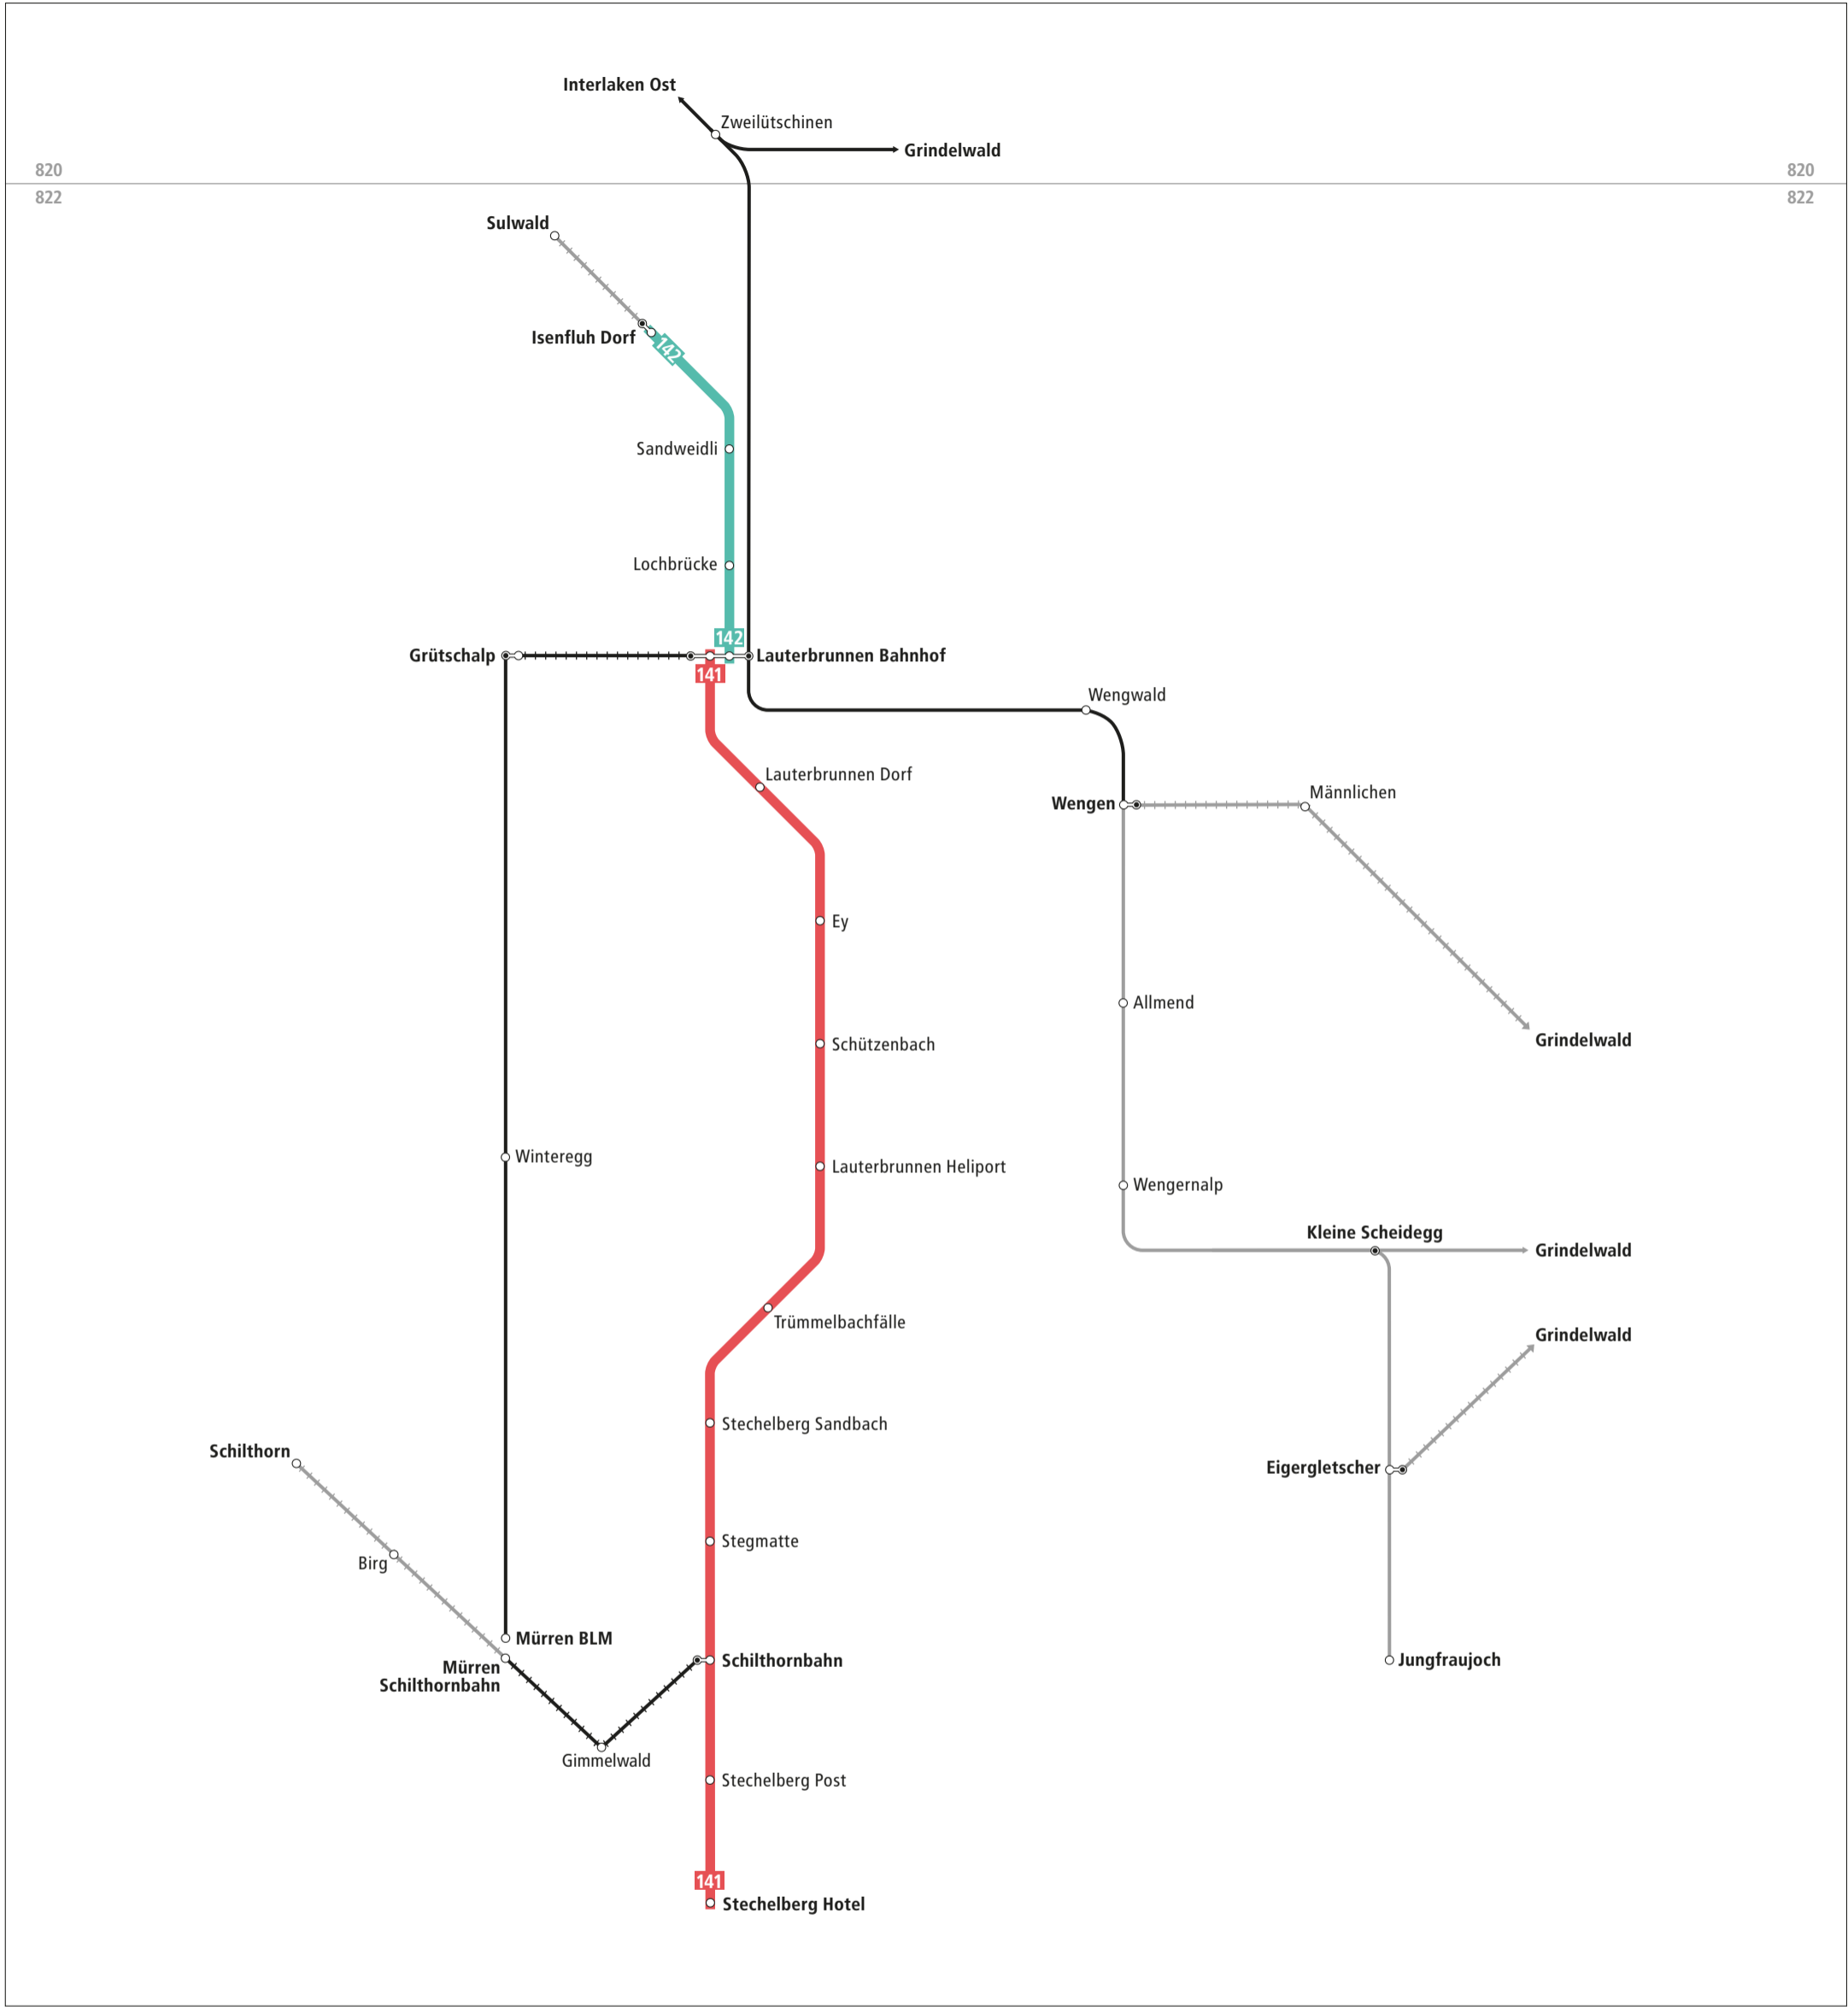 Interlaken Ost
Zweilütschinen
Grindelwald
820
820
822
822
Sulwald
Isenfluh Dorf
142
Sandweidli
Lochbrücke
142
Grütschalp
Lauterbrunnen Bahnhof
141
Wengwald
Lauterbrunnen Dorf
Männlichen
Wengen
Ey
Allmend
Grindelwald
Schützenbach
Winteregg
Lauterbrunnen Heliport
Wengernalp
Kleine Scheidegg
Grindelwald
Trümmelbachfälle
Grindelwald
Stechelberg Sandbach
Schilthorn
Eigergletscher
Stegmatte
Birg
Mürren BLM
Mürren
Schilthornbahn
Schilthornbahn
Jungfraujoch
Gimmelwald
Stechelberg Post
141
Stechelberg Hotel